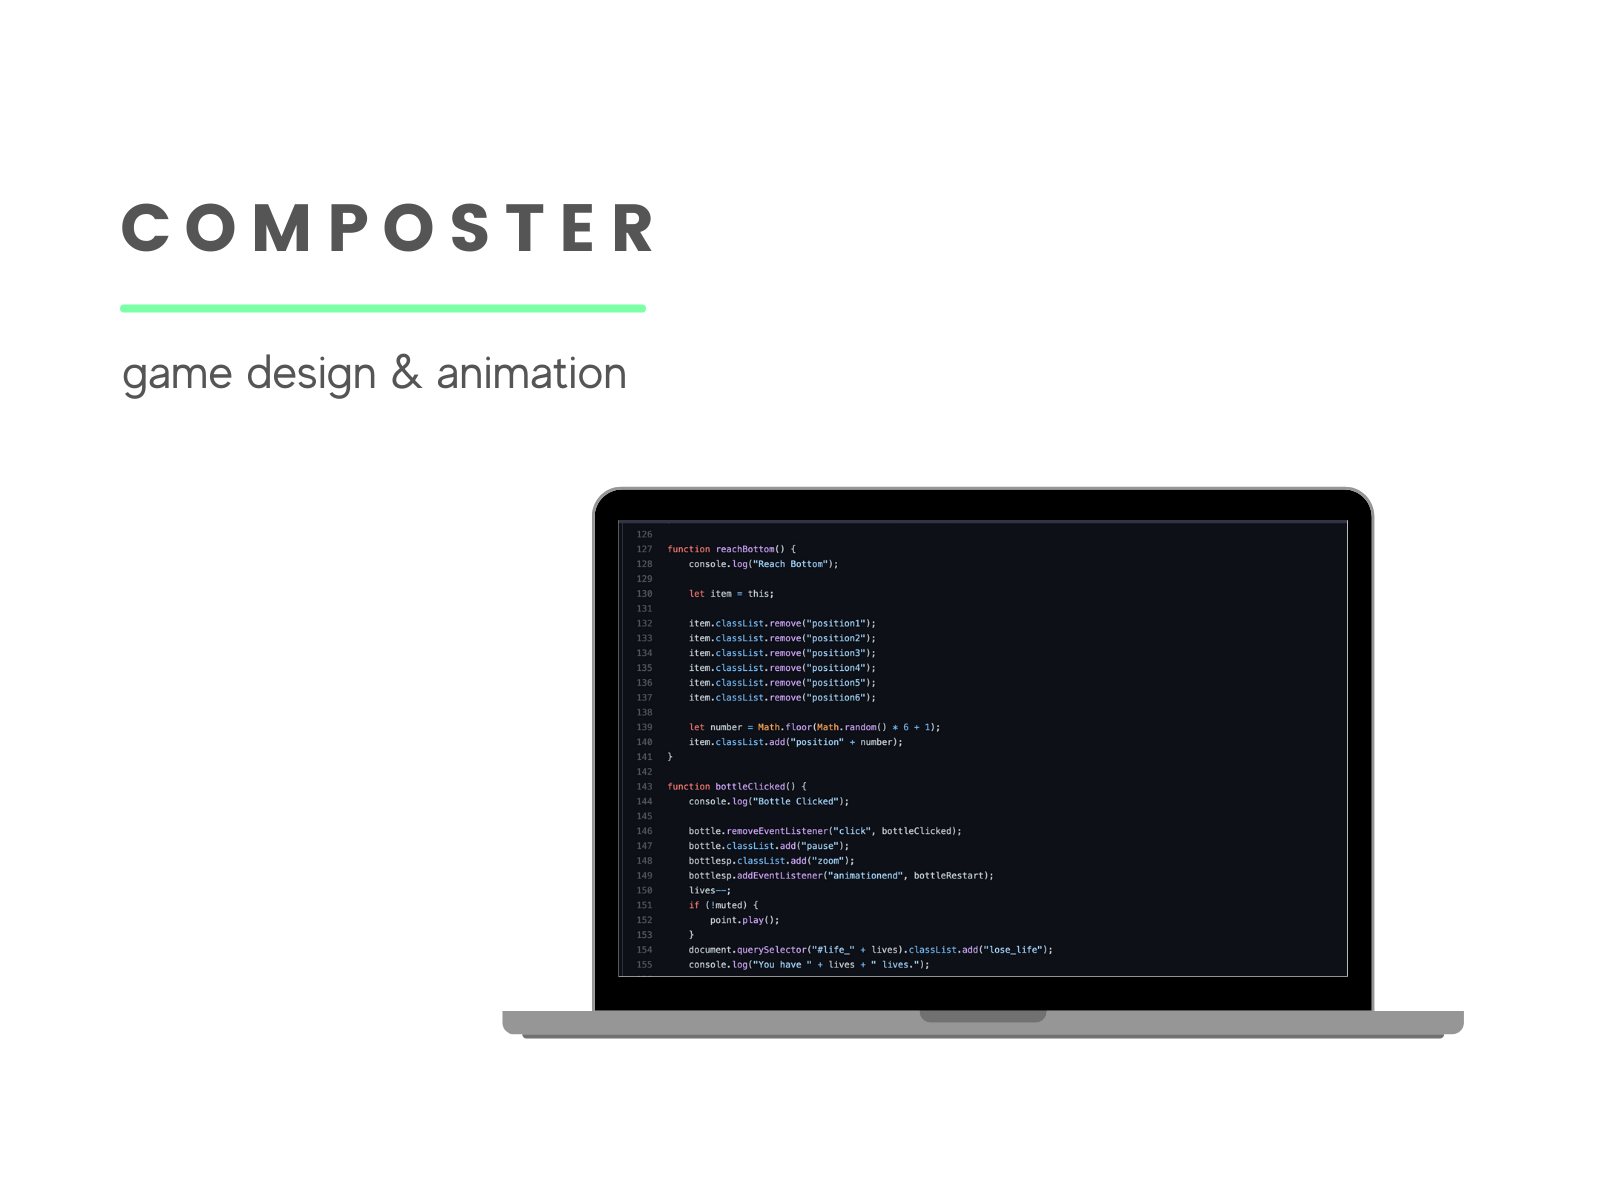 COMPOSTER
game design & animation
126
127 function reachBottom() {
128     console.log("Reach Bottom");
129
130     let item = this;
131
132     item.classList.remove("position1");
133     item.classList.remove("position2");
134     item.classList.remove("position3");
135     item.classList.remove("position4");
136     item.classList.remove("position5");
137     item.classList.remove("position6");
138
139     let number = Math.floor(Math.random() * 6 + 1);
140     item.classList.add("position" + number);
141 }
142
143 function bottleClicked() {
144     console.log("Bottle Clicked");
145
146     bottle.removeEventListener("click", bottleClicked);
147     bottle.classList.add("pause");
148     bottlesp.classList.add("zoom");
149     bottlesp.addEventListener("animationend", bottleRestart);
150     lives--;
151     if (!muted) {
152         point.play();
153     }
154     document.querySelector("#life_" + lives).classList.add("lose_life");
155     console.log("You have " + lives + " lives.");